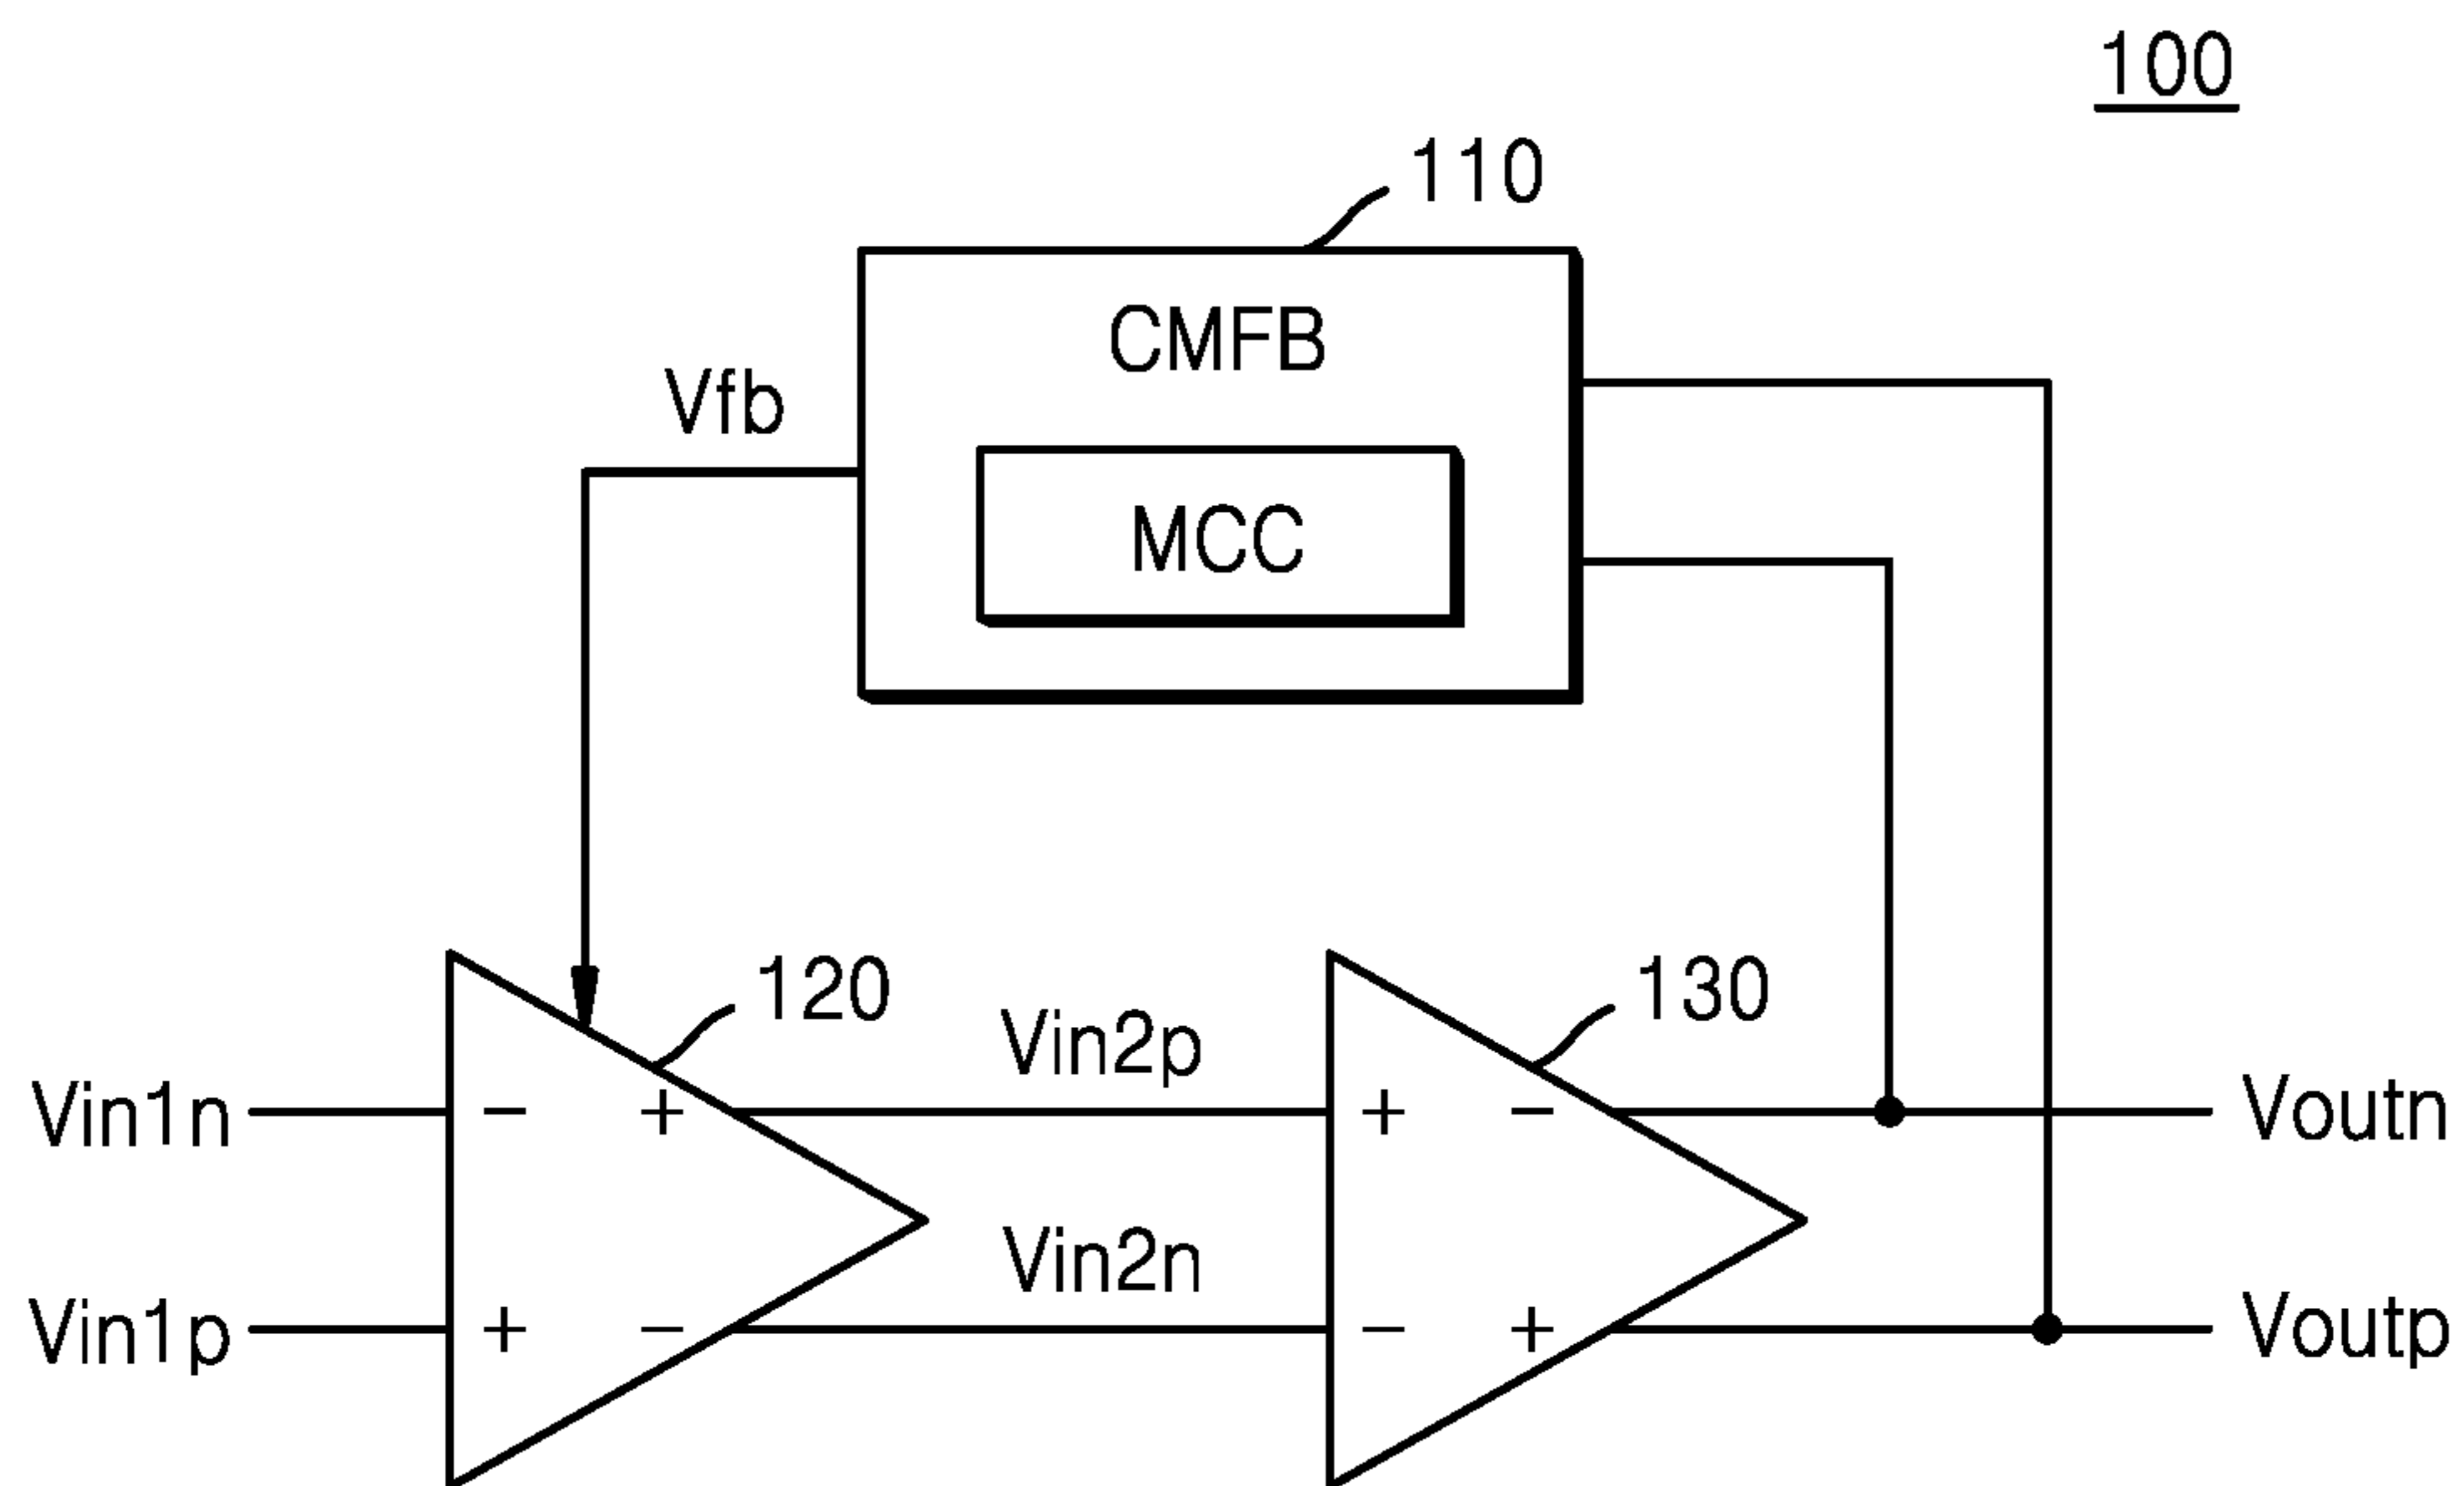 100
110
CMFB
Vfb
MCC
120
130
Vin2p
Vin1n
− +
+ −
Voutn
Vin2n
Vin1p
+ −
− +
Voutp